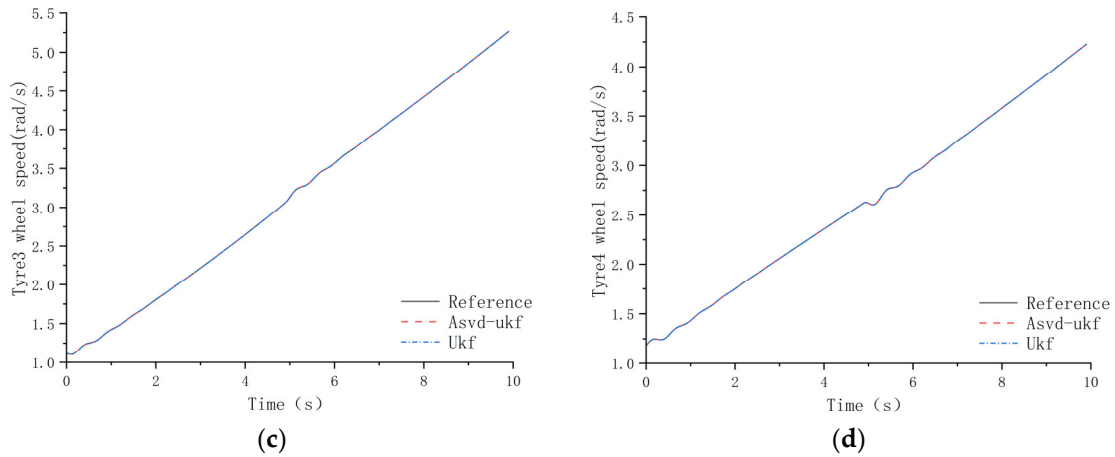 5.5
5.0
4.5
4.0
3.5
3.0
2.5
2.0
1.5
1.0
Tyre3 wheel speed(rad/s)
Reference
Asvd-ukf
Ukf
0 2 4 6 8 10
Time (s)
(c)
4.5
4.0
3.5
3.0
2.5
2.0
1.5
1.0
Tyre4 wheel speed(rad/s)
Reference
Asvd-ukf
Ukf
0 2 4 6 8 10
Time (s)
(d)